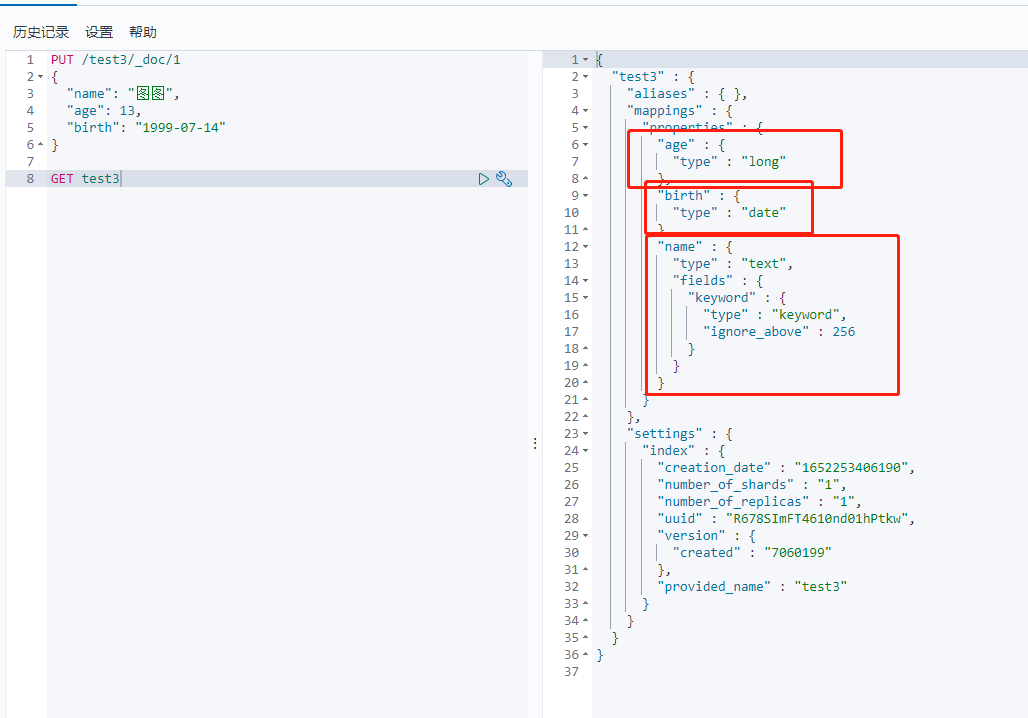 历史记录 设置 帮助
1 PUT /test3/_doc/1
2 {
3 "name": "图图",
4 "age": 13,
5 "birth": "1999-07-14"
6 }
7
8 GET test3
1 {
2 "test3" : {
3 "aliases" : { },
4 "mappings" : {
5 "properties" : {
6 "age" : {
7 "type" : "long"
8 },
9 "birth" : {
10 "type" : "date"
11 },
12 "name" : {
13 "type" : "text",
14 "fields" : {
15 "keyword" : {
16 "type" : "keyword",
17 "ignore_above" : 256
18 }
19 }
20 }
21 }
22 },
23 "settings" : {
24 "index" : {
25 "creation_date" : "1652253406190",
26 "number_of_shards" : "1",
27 "number_of_replicas" : "1",
28 "uuid" : "R678SImFT4610nd01hPtkw",
29 "version" : {
30 "created" : "7060199"
31 },
32 "provided_name" : "test3"
33 }
34 }
35 }
36 }
37